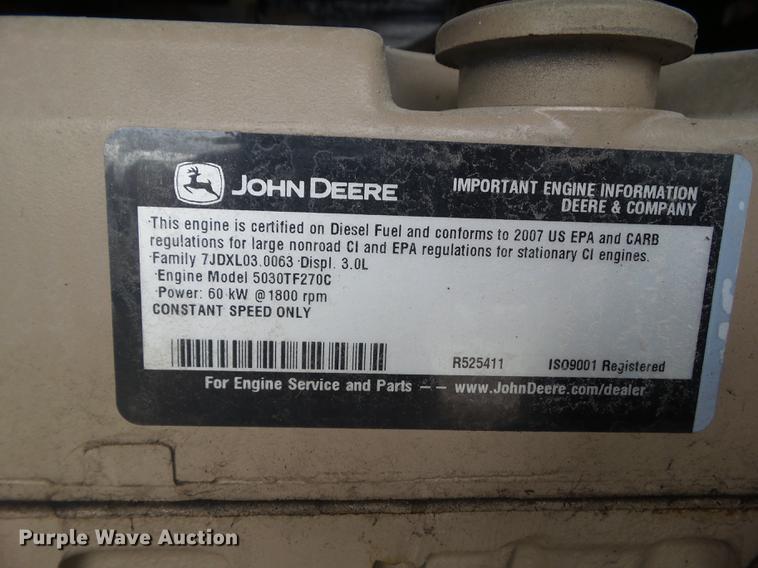 JOHN DEERE
IMPORTANT ENGINE INFORMATION
DEERE & COMPANY
This engine is certified on Diesel Fuel and conforms to 2007 US EPA and CARB
regulations for large nonroad CI and EPA regulations for stationary CI engines.
Family 7JDXL03.0063 Displ. 3.0L
Engine Model 5030TF270C
Power: 60 kW @ 1800 rpm
CONSTANT SPEED ONLY
R525411 ISO9001 Registered
For Engine Service and Parts – – www.JohnDeere.com/dealer
Purple Wave Auction